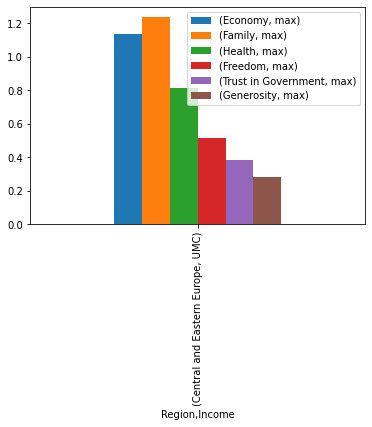 (Economy, max)
(Family, max)
(Health, max)
(Freedom, max)
(Trust in Government, max)
(Generosity, max)
1.2
1.0
0.8
0.6
0.4
0.2
0.0
(Central and Eastern Europe, UMC)
Region,Income